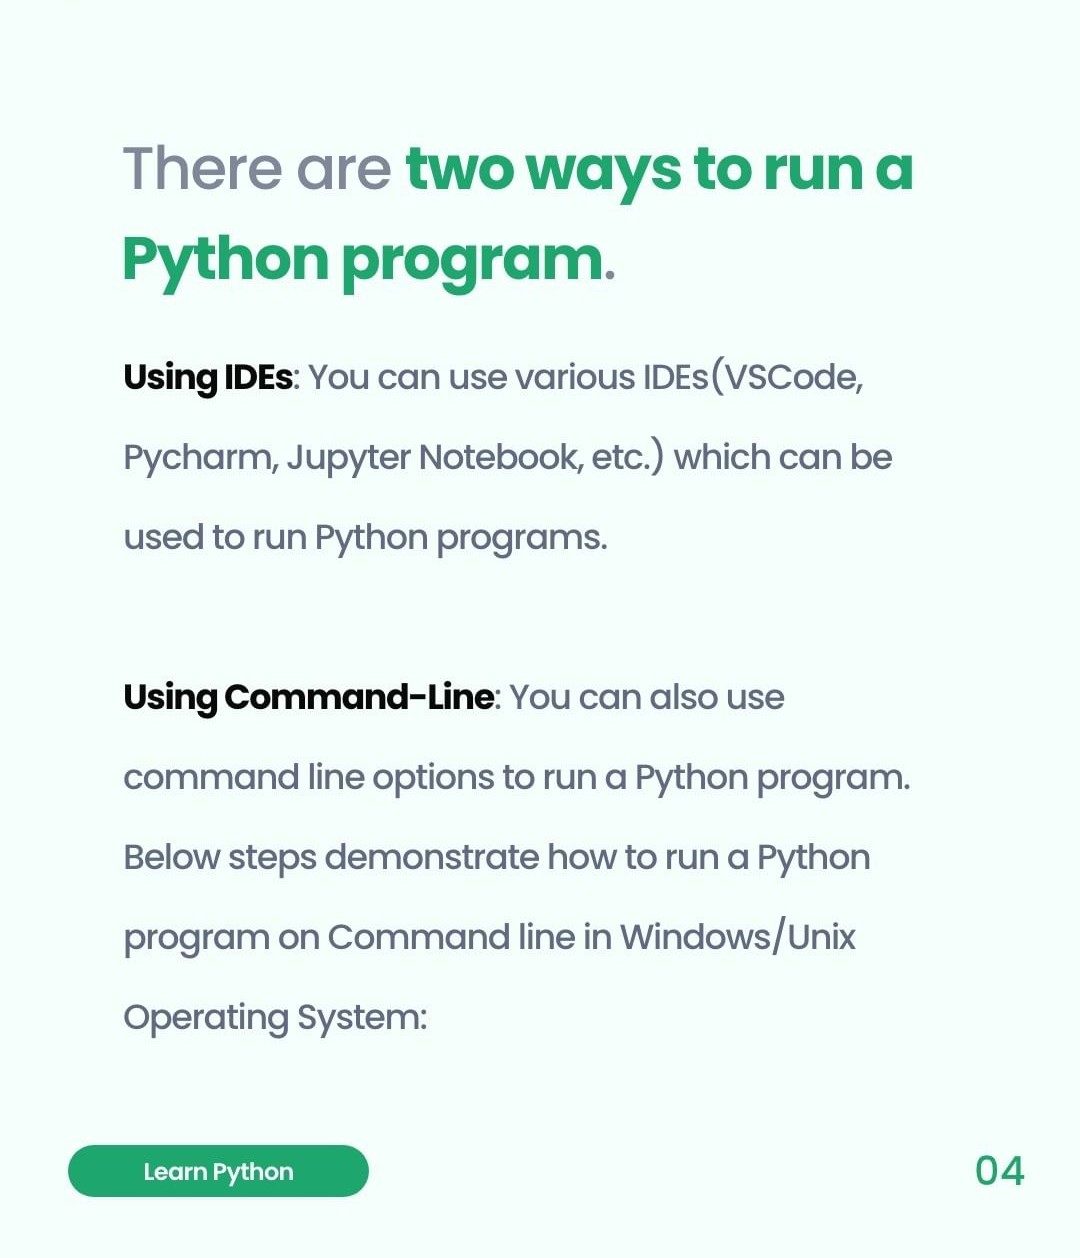 There are two ways to run a
Python program.
Using IDEs: You can use various IDEs(VSCode,
Pycharm, Jupyter Notebook, etc.) which can be
used to run Python programs.
Using Command-Line: You can also use
command line options to run a Python program.
Below steps demonstrate how to run a Python
program on Command line in Windows/Unix
Operating System:
Learn Python
04